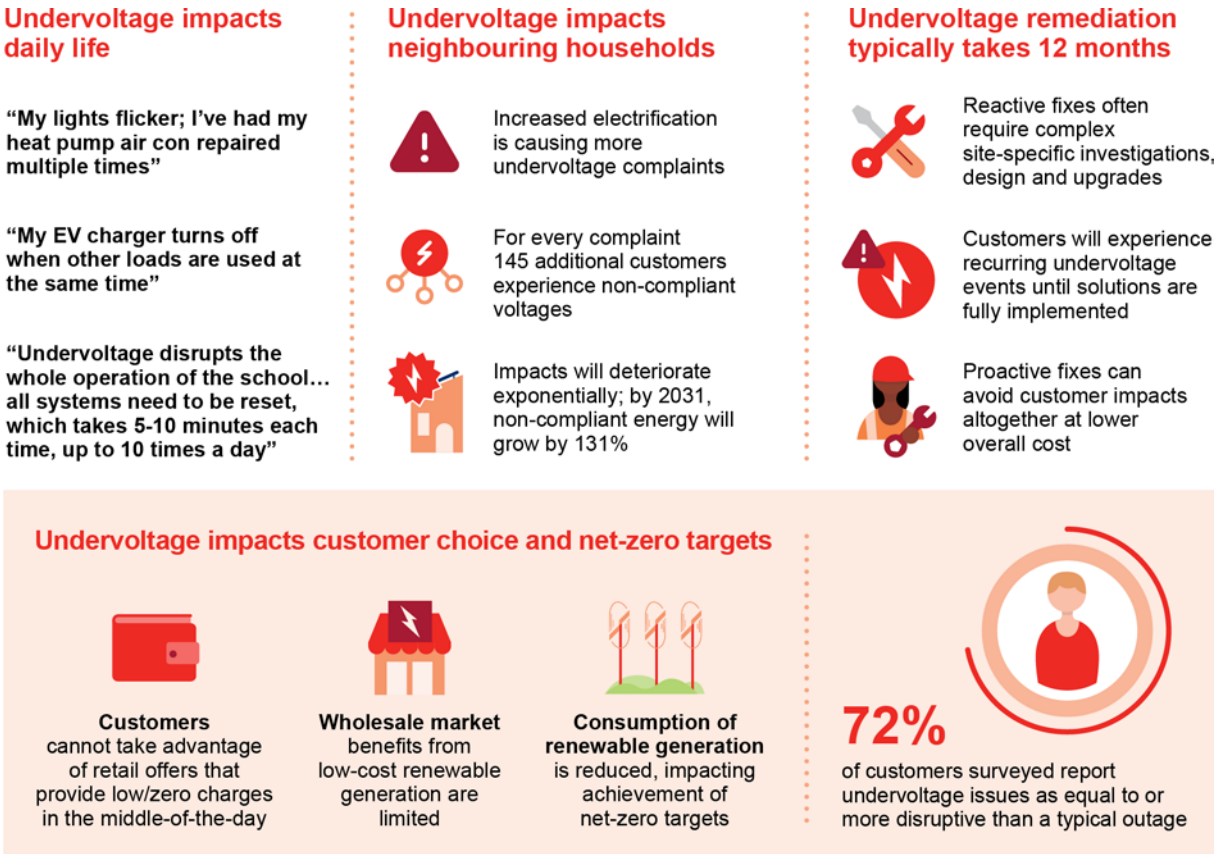 Undervoltage impacts
daily life
“My lights flicker; I’ve had my
heat pump air con repaired
multiple times”
“My EV charger turns off
when other loads are used at
the same time”
“Undervoltage disrupts the
whole operation of the school…
all systems need to be reset,
which takes 5-10 minutes each
time, up to 10 times a day”
Undervoltage impacts
neighbouring households
Increased electrification
is causing more
undervoltage complaints
For every complaint
145 additional customers
experience non-compliant
voltages
Impacts will deteriorate
exponentially; by 2031,
non-compliant energy will
grow by 131%
Undervoltage remediation
typically takes 12 months
Reactive fixes often
require complex
site-specific investigations,
design and upgrades
Customers will experience
recurring undervoltage
events until solutions are
fully implemented
Proactive fixes can
avoid customer impacts
altogether at lower
overall cost
Undervoltage impacts customer choice and net-zero targets
Customers
cannot take advantage
of retail offers that
provide low/zero charges
in the middle-of-the-day
Wholesale market
benefits from
low-cost renewable
generation are
limited
Consumption of
renewable generation
is reduced, impacting
achievement of
net-zero targets
72%
of customers surveyed report
undervoltage issues as equal to or
more disruptive than a typical outage